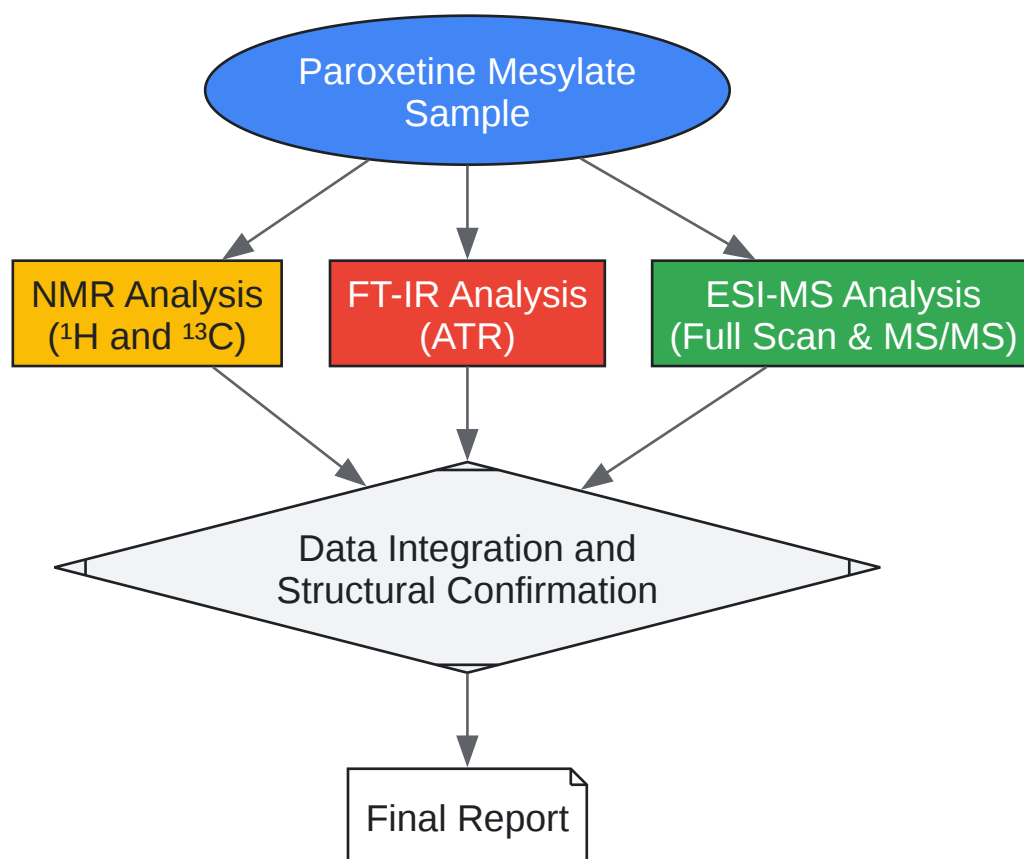 Paroxetine Mesylate
Sample
NMR Analysis
(¹H and ¹³C)
FT-IR Analysis
(ATR)
ESI-MS Analysis
(Full Scan & MS/MS)
Data Integration and
Structural Confirmation
Final Report